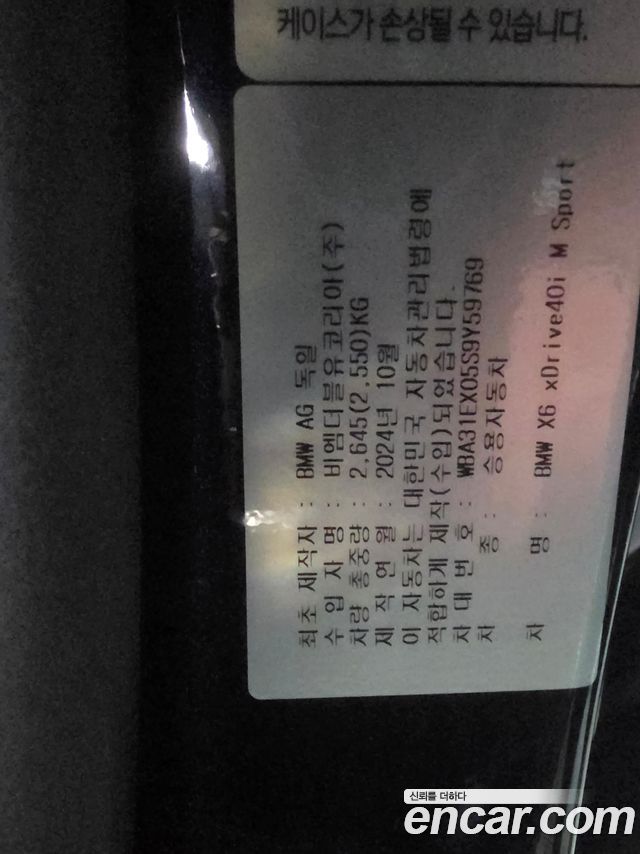 케이스가 손상될 수 있습니다.
최초 제작자 : BMW AG 독일
수 입 자 명 : 비엠더블유코리아(주)
차량 총중량 : 2,645(2,550)KG
제 작 연 월 : 2024년 10월
이 자동차는 대한민국 자동차관리법령에
적합하게 제작(수입)되었습니다.
차 대 번 호 : WBA31EX05S9Y59769
차 종 : 승용자동차
차 명 : BMW X6 xDrive40i M Sport
신뢰를 더하다
encar.com